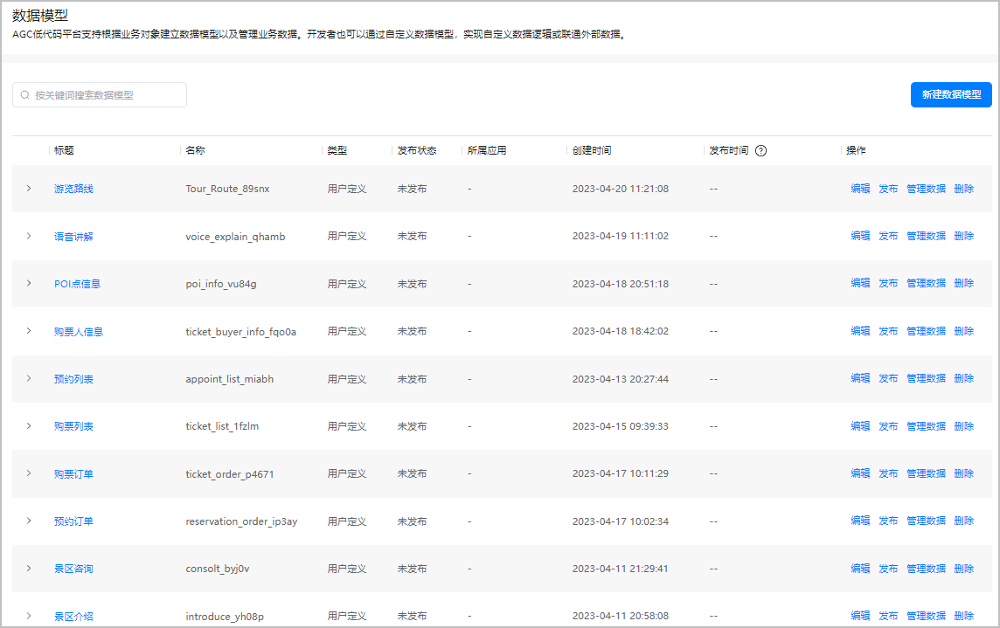 数据模型
AGC低代码平台支持根据业务对象建立数据模型以及管理业务数据。开发者也可以通过自定义数据模型，实现自定义数据逻辑或联通外部数据。
按关键词搜索数据模型 新建数据模型
标题 名称 类型 发布状态 所属应用 创建时间 发布时间 ? 操作
游览路线 Tour_Route_89snx 用户定义 未发布 - 2023-04-20 11:21:08 -- 编辑 发布 管理数据 删除
语音讲解 voice_explain_qhamb 用户定义 未发布 - 2023-04-19 11:11:02 -- 编辑 发布 管理数据 删除
POI点信息 poi_info_vu84g 用户定义 未发布 - 2023-04-18 20:51:18 -- 编辑 发布 管理数据 删除
购票人信息 ticket_buyer_info_fqo0a 用户定义 未发布 - 2023-04-18 18:42:02 -- 编辑 发布 管理数据 删除
预约列表 appoint_list_miabh 用户定义 未发布 - 2023-04-13 20:27:44 -- 编辑 发布 管理数据 删除
购票列表 ticket_list_1fzlm 用户定义 未发布 - 2023-04-15 09:39:33 -- 编辑 发布 管理数据 删除
购票订单 ticket_order_p4671 用户定义 未发布 - 2023-04-17 10:11:29 -- 编辑 发布 管理数据 删除
预约订单 reservation_order_ip3ay 用户定义 未发布 - 2023-04-17 10:02:34 -- 编辑 发布 管理数据 删除
景区咨询 consolt_byj0v 用户定义 未发布 - 2023-04-11 21:29:41 -- 编辑 发布 管理数据 删除
景区介绍 introduce_yh08p 用户定义 未发布 - 2023-04-11 20:58:08 -- 编辑 发布 管理数据 删除